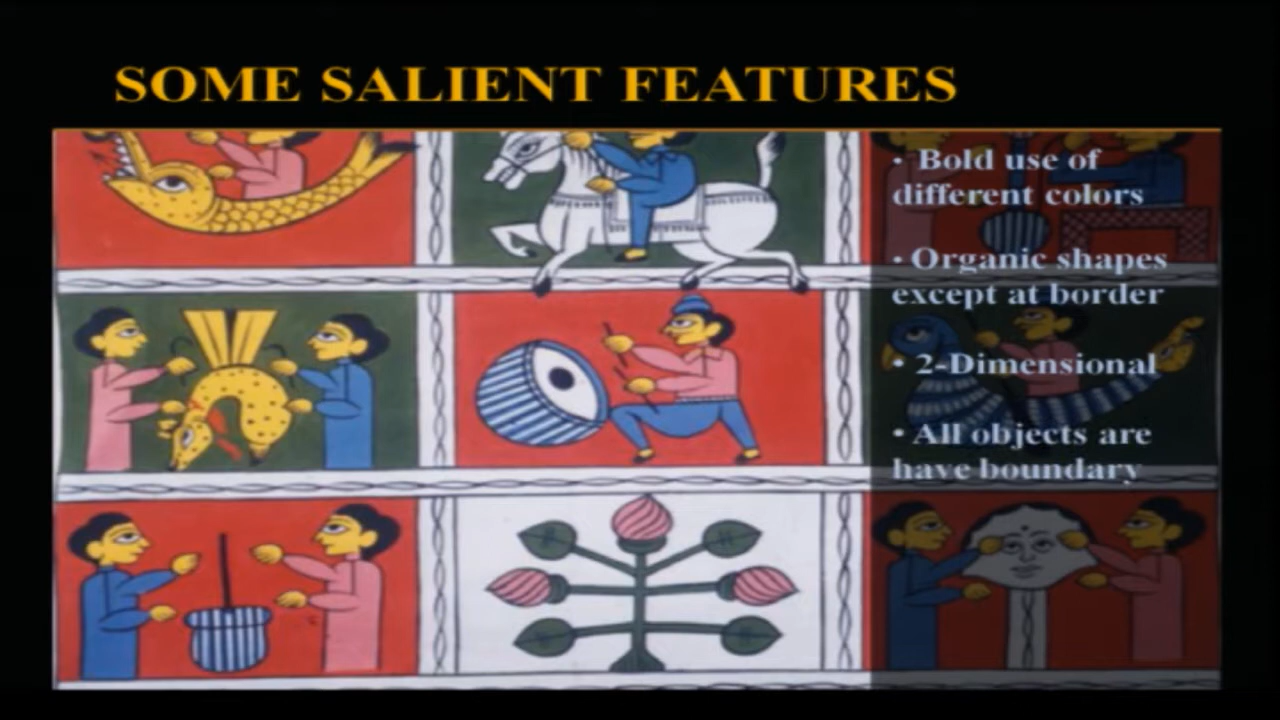 SOME SALIENT FEATURES
• Bold use of
different colors
• Organic shapes
except at border
• 2-Dimensional
• All objects are
have boundary